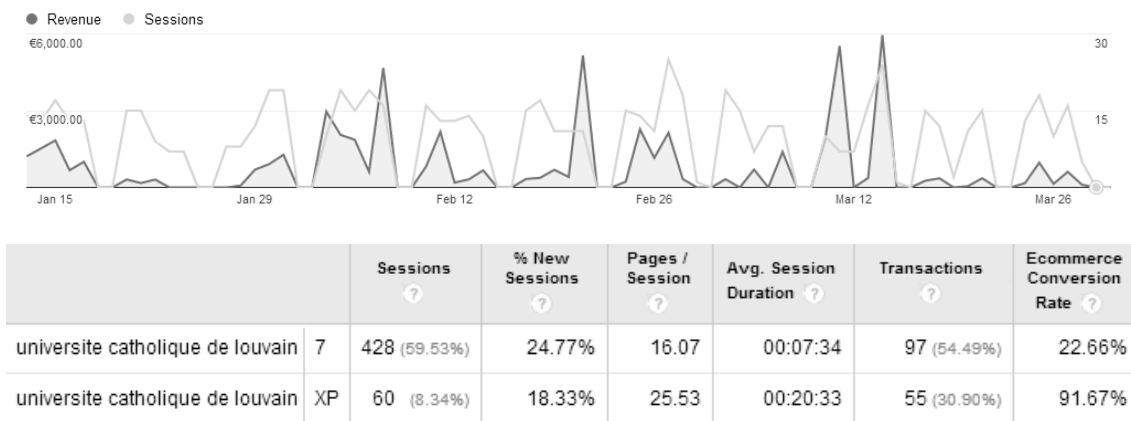 Revenue Sessions
€6,000.00 30
€3,000.00 15
Jan 15 Jan 29 Feb 12 Feb 26 Mar 12 Mar 26
Sessions ? % New Sessions ? Pages / Session ? Avg. Session Duration ? Transactions ? Ecommerce Conversion Rate ?
universite catholique de louvain 7 428 (59.53%) 24.77% 16.07 00:07:34 97 (54.49%) 22.66%
universite catholique de louvain XP 60 (8.34%) 18.33% 25.53 00:20:33 55 (30.90%) 91.67%